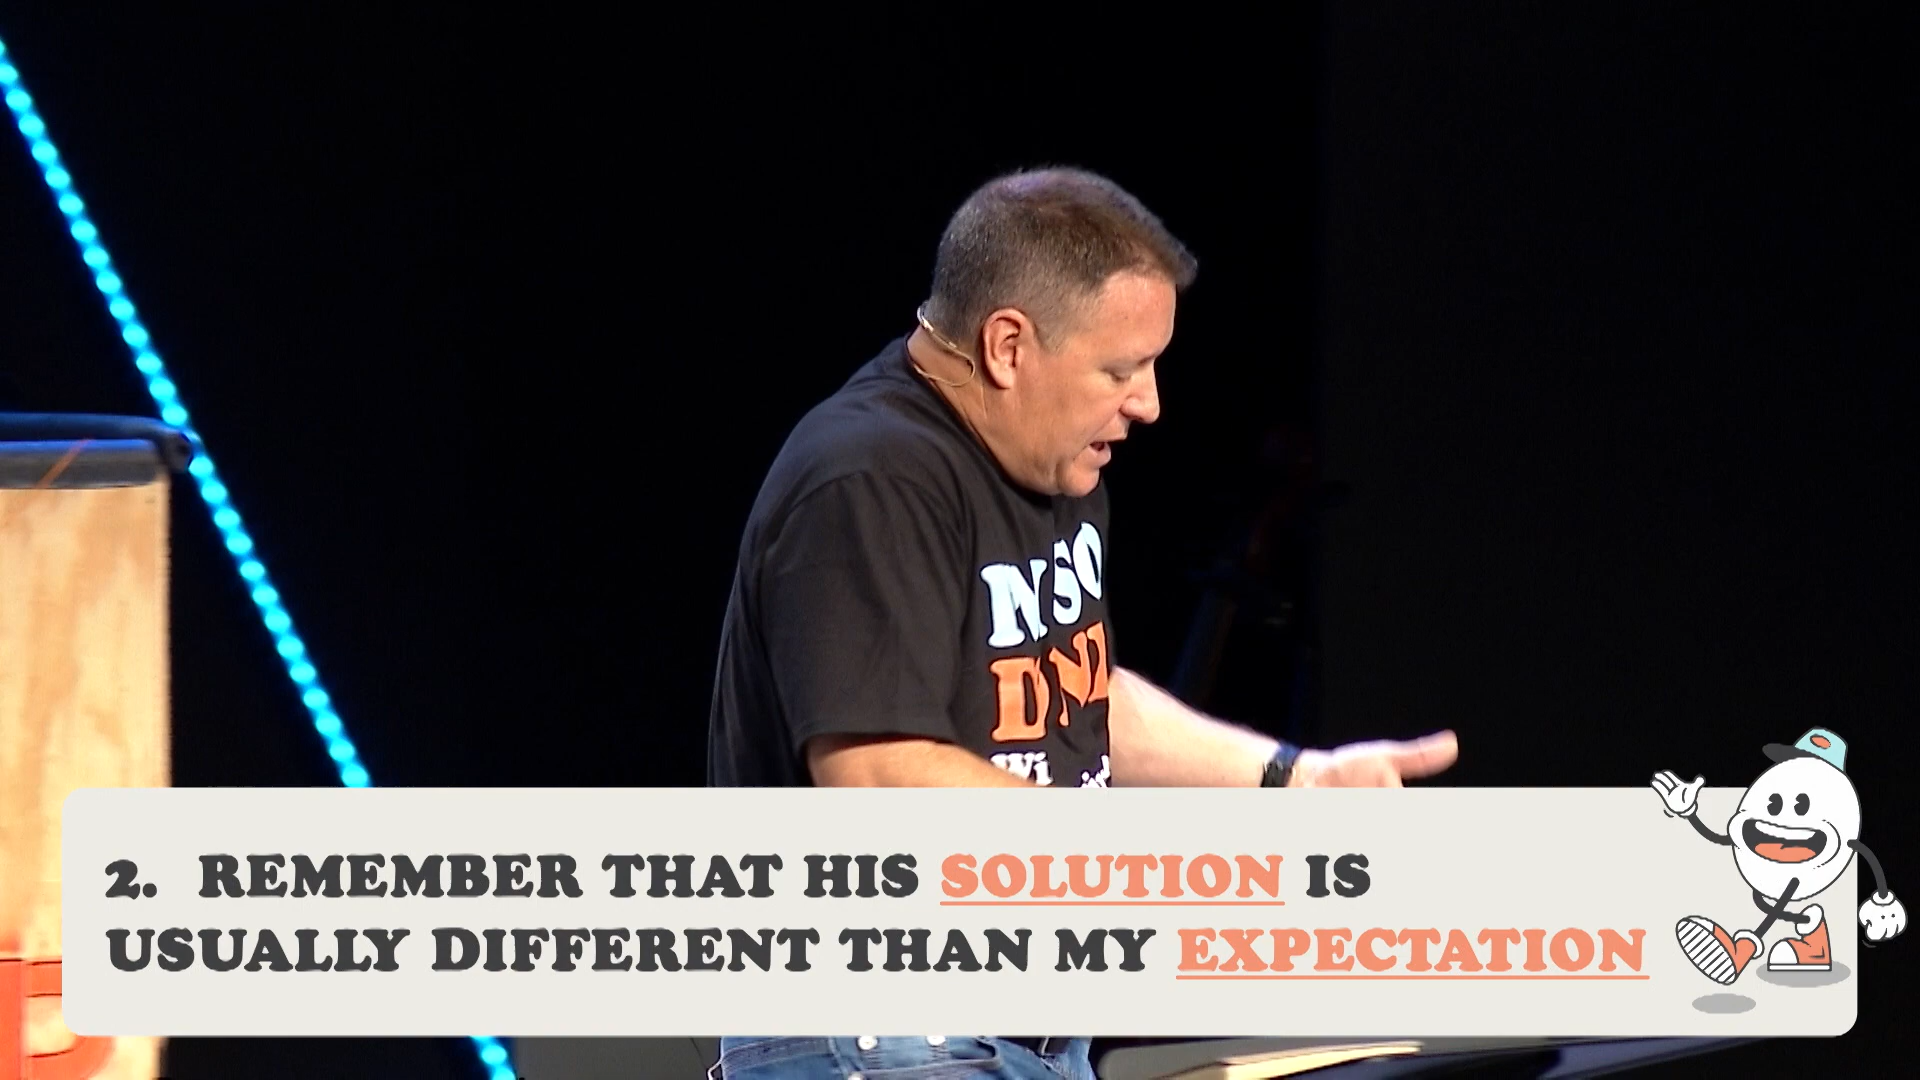 2. REMEMBER THAT HIS SOLUTION IS
USUALLY DIFFERENT THAN MY EXPECTATION